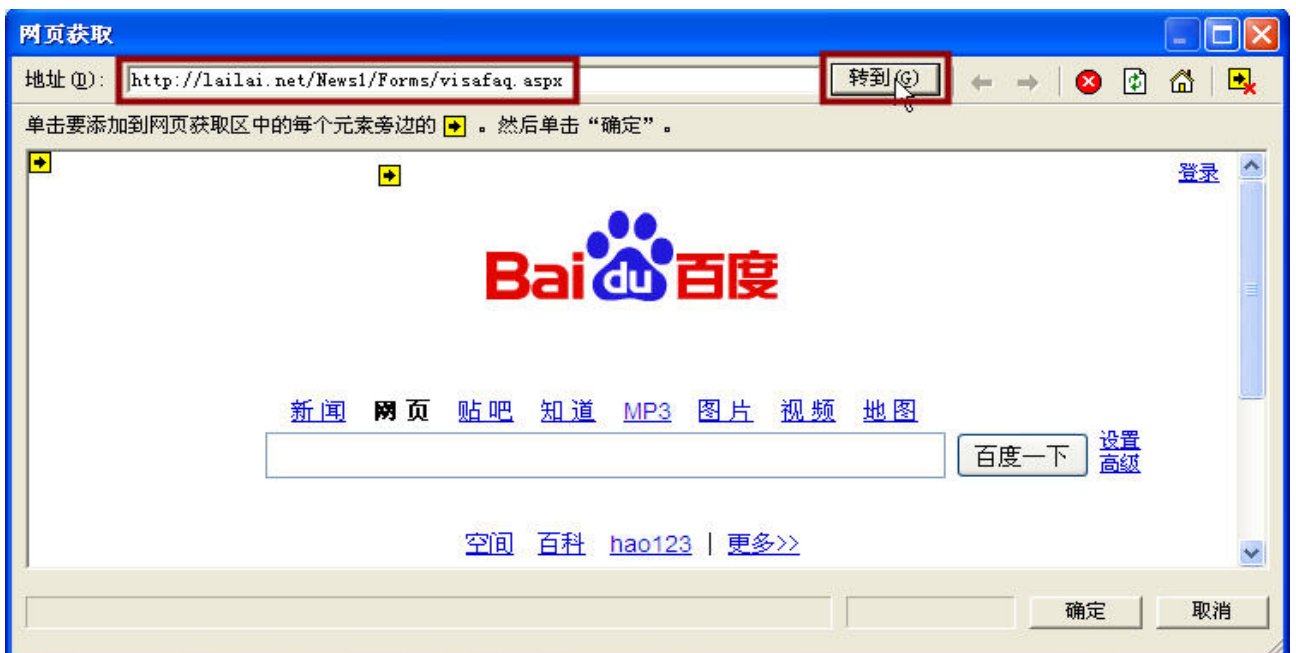 网页获取
地址(D): http://lailai.net/News1/Forms/visafaq.aspx 转到(G)
单击要添加到网页获取区中的每个元素旁边的 。然后单击“确定”。
登录
Bai du 百度
新闻 网页 贴吧 知道 MP3 图片 视频 地图
百度一下 设置
高级
空间 百科 hao123 | 更多>>
确定 取消